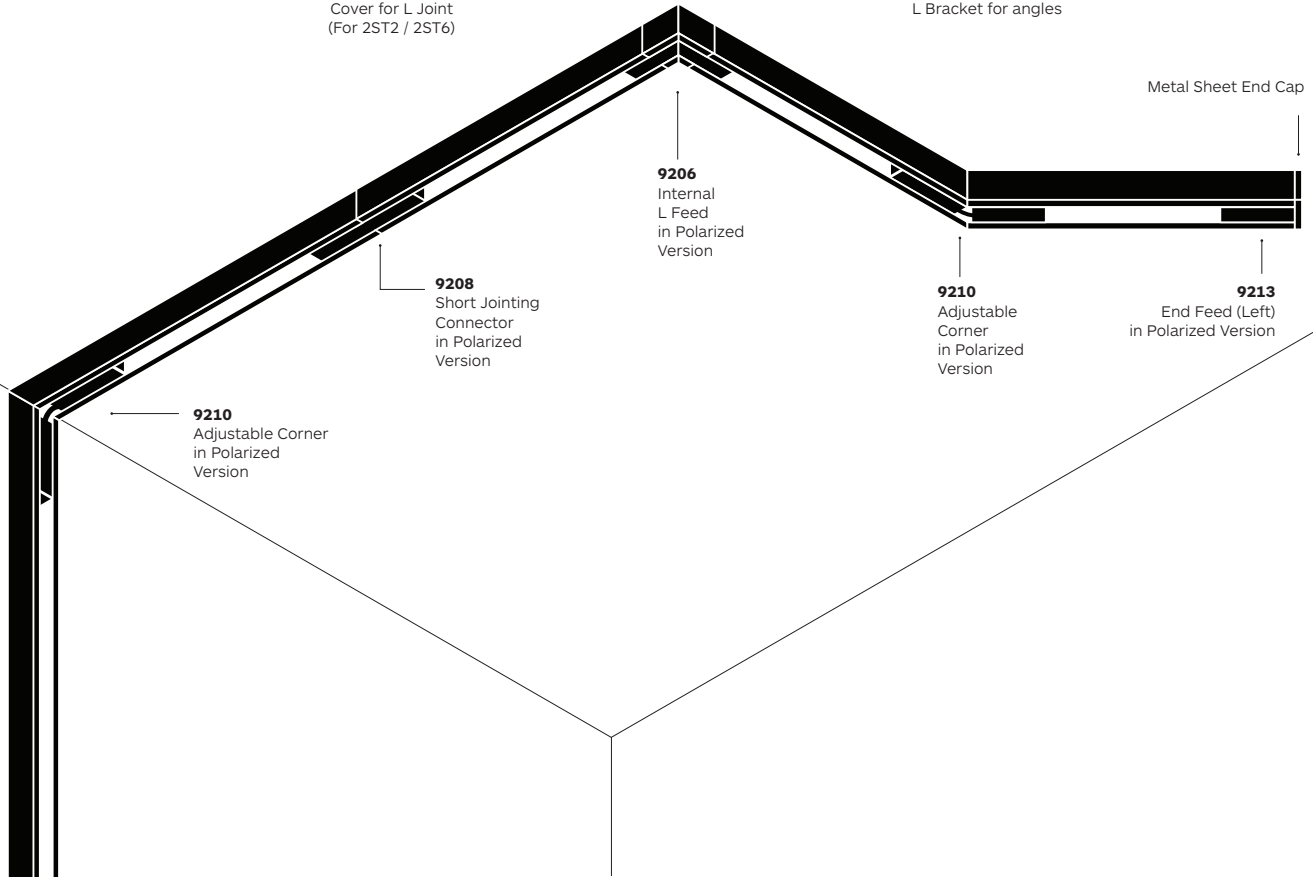 Cover for L Joint
(For 2ST2 / 2ST6)
L Bracket for angles
Metal Sheet End Cap
9206
Internal
L Feed
in Polarized
Version
9208
Short Jointing
Connector
in Polarized
Version
9210
Adjustable
Corner
in Polarized
Version
9213
End Feed (Left)
in Polarized Version
9210
Adjustable Corner
in Polarized
Version